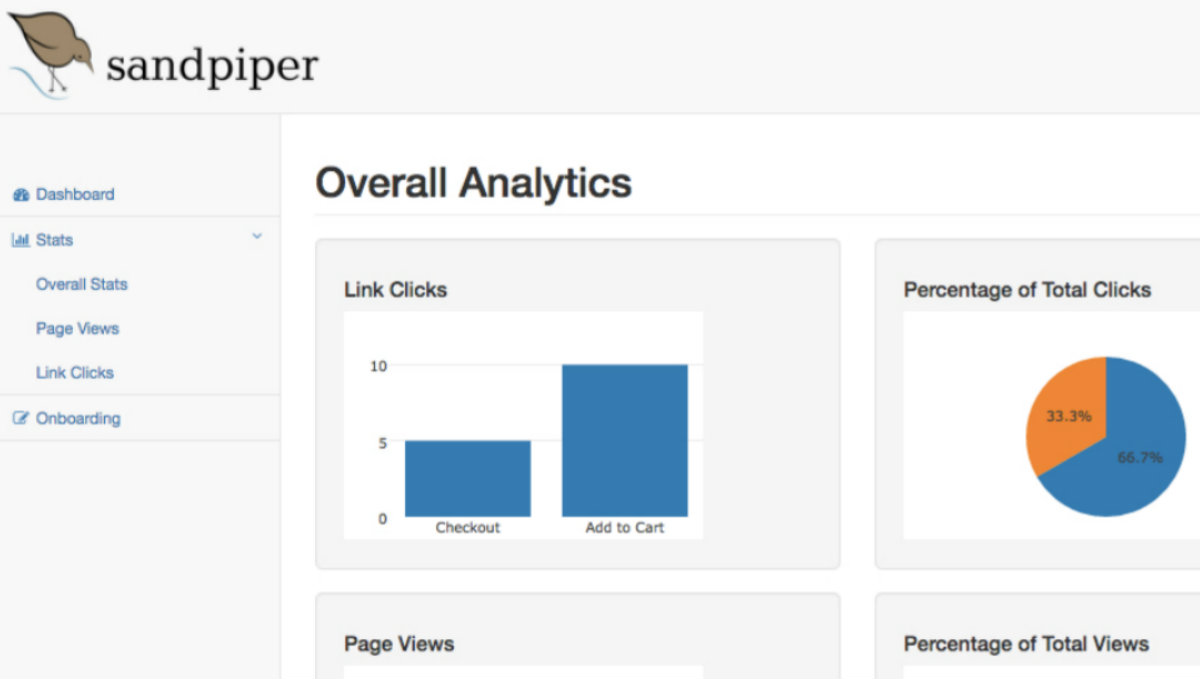 sandpiper
Dashboard
Stats
Overall Stats
Page Views
Link Clicks
Onboarding
Overall Analytics
Link Clicks
10
5
0
Checkout
Add to Cart
Percentage of Total Clicks
33.3%
66.7%
Page Views
Percentage of Total Views